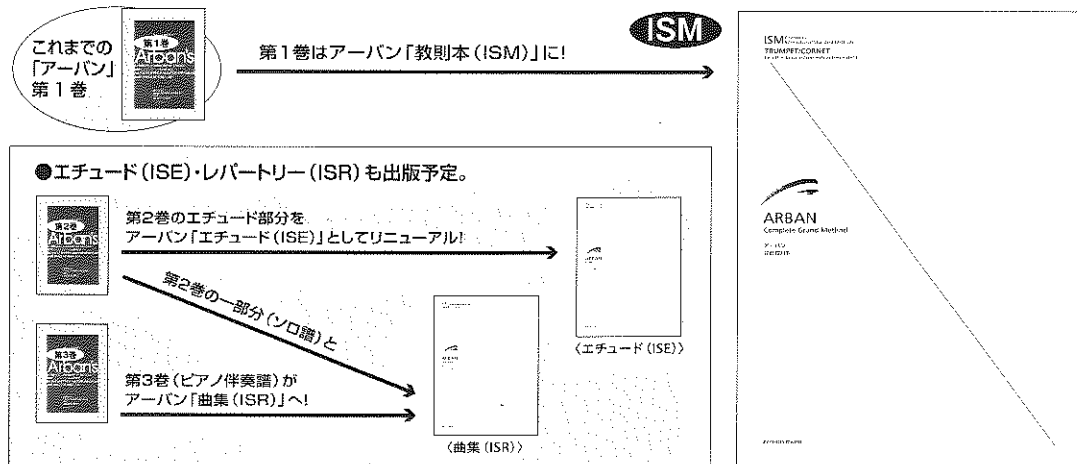 これまでの
「アーバン」
第1巻
第1巻
Arbans
第1巻はアーバン「教則本(ISM)」に!
ISM
●エチュード(ISE)・レパートリー(ISR)も出版予定。
第2巻
Arbans
第2巻のエチュード部分を
アーバン「エチュード(ISE)」としてリニューアル!
〈エチュード(ISE)〉
第2巻の一部分(ソロ譜)と
第3巻
Arbans
第3巻(ピアノ伴奏譜)が
アーバン「曲集(ISR)」へ!
〈曲集(ISR)〉
ISM
TRUMPET/CORNET
ARBAN
Complete Grand Method